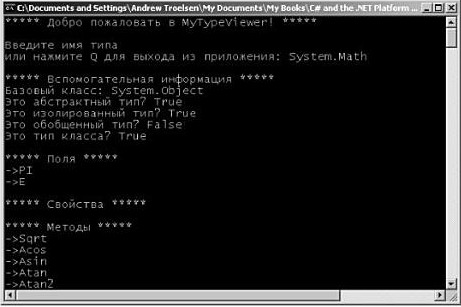 C:\Documents and Settings\Andrew Troelsen\My Documents\My Books\C# and the .NET Platform ...
***** Добро пожаловать в MyTypeViewer! *****
Введите имя типа
или нажмите Q для выхода из приложения: System.Math
***** Вспомогательная информация *****
Базовый класс: System.Object
Это абстрактный тип? True
Это изолированный тип? True
Это обобщенный тип? False
Это тип класса? True
***** Поля *****
->PI
->E
***** Свойства *****
***** Методы *****
->Sqrt
->Acos
->Asin
->Atan
->Atan2